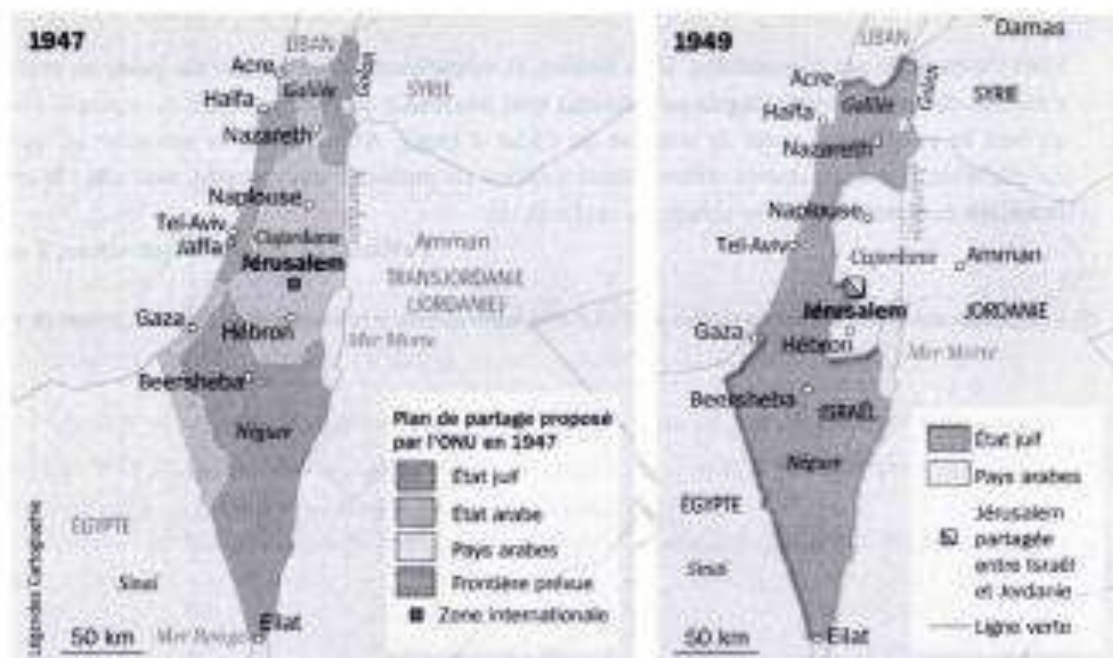 1947
LIBAN
Acre
Golan
Galilée
Haïfa
SYRIE
Nazareth
Naplouse
Tel-Aviv
Jaffa
Cisjordanie
Amman
Jérusalem
TRANSJORDANIE
(JORDANIE)
Gaza
Hébron
Mer Morte
Beersheba
Néguev
Plan de partage proposé
par l'ONU en 1947
État juif
État arabe
Pays arabes
Frontière prévue
Zone internationale
ÉGYPTE
Sinaï
Eilat
50 km
Mer Rouge
Légendes Cartographie
1949
LIBAN
Damas
Acre
Golan
Galilée
SYRIE
Haïfa
Nazareth
Naplouse
Tel-Aviv
Cisjordanie
Amman
Jérusalem
JORDANIE
Gaza
Hébron
Mer Morte
Beersheba
ISRAËL
Néguev
ÉGYPTE
Sinaï
Eilat
50 km
État juif
Pays arabes
Jérusalem
partagée
entre Israël
et Jordanie
Ligne verte